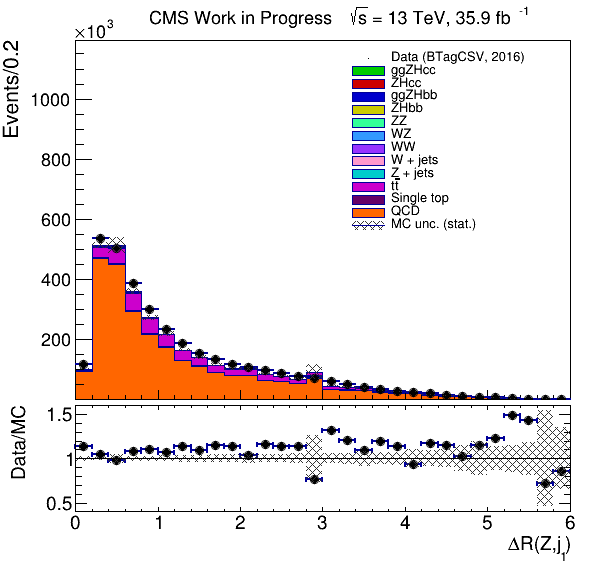 CMS Work in Progress √s = 13 TeV, 35.9 fb⁻¹
×10³
Events/0.2
1000
800
600
400
200
Data (BTagCSV, 2016)
ggZHcc
ZHcc
ggZHbb
ZHbb
ZZ
WZ
WW
W + jets
Z + jets
tt̅
Single top
QCD
MC unc. (stat.)
Data/MC
1.5
1
0.5
0 1 2 3 4 5 6
ΔR(Z,j₁)